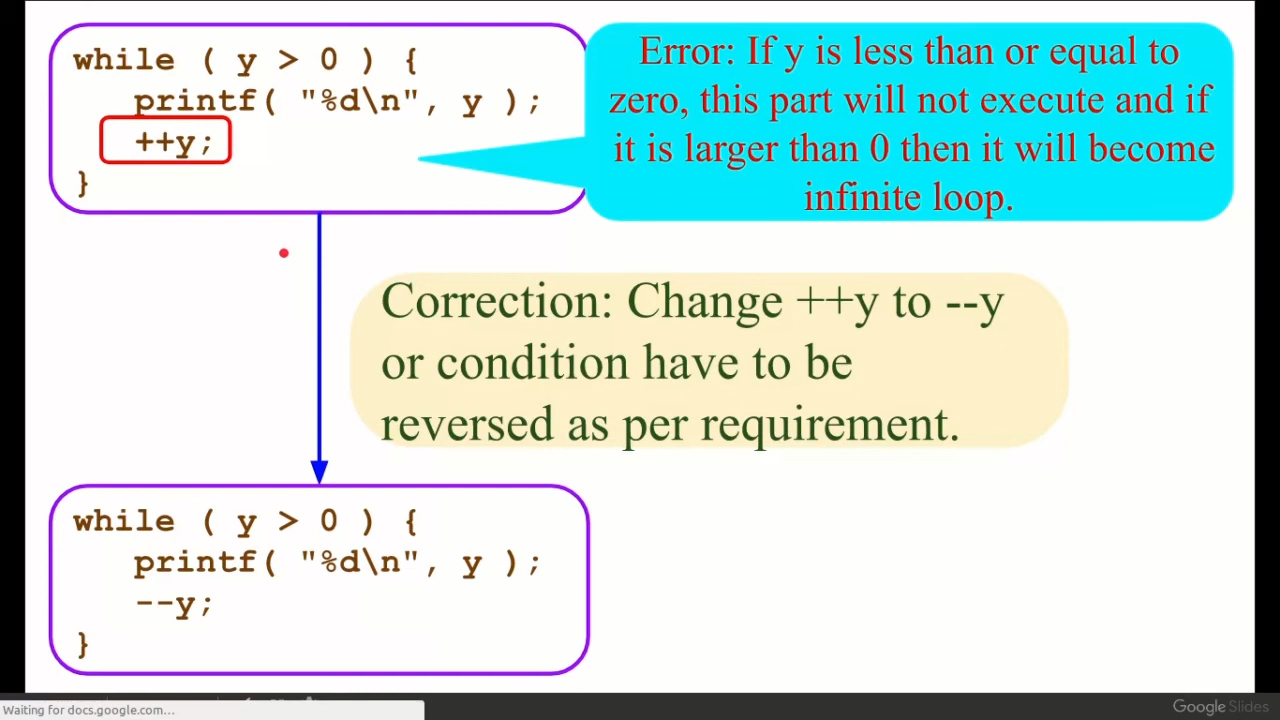 while ( y > 0 ) {
printf( "%d\n", y );
++y;
}
Error: If y is less than or equal to
zero, this part will not execute and if
it is larger than 0 then it will become
infinite loop.
Correction: Change ++y to --y
or condition have to be
reversed as per requirement.
while ( y > 0 ) {
printf( "%d\n", y );
--y;
}
Waiting for docs.google.com...
Google Slides